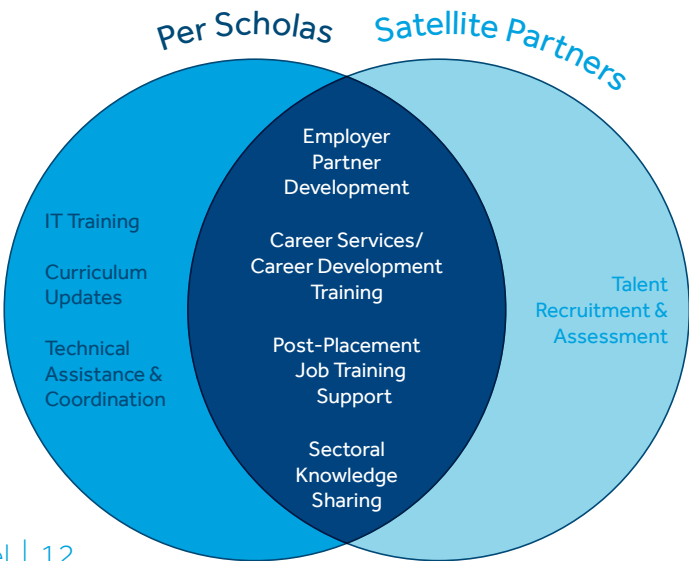 Per Scholas
Satellite Partners
IT Training
Curriculum
Updates
Technical
Assistance &
Coordination
Employer
Partner
Development
Career Services/
Career Development
Training
Post-Placement
Job Training
Support
Sectoral
Knowledge
Sharing
Talent
Recruitment &
Assessment
| 12